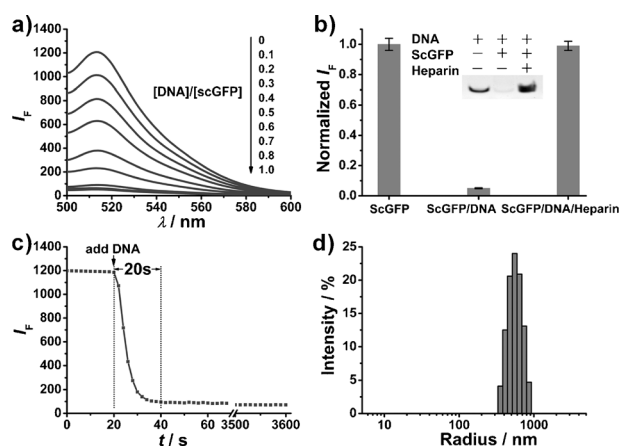 a)
1400
1200
1000
800
600
400
200
0
I_F
500 520 540 560 580 600
λ / nm
[DNA]/[scGFP]
0
0.1
0.2
0.3
0.4
0.5
0.6
0.7
0.8
1.0
b)
Normalized I_F
1.0
0.8
0.6
0.4
0.2
0.0
DNA + + +
ScGFP − + +
Heparin − − +
ScGFP ScGFP/DNA ScGFP/DNA/Heparin
c)
add DNA
20s
1400
1200
1000
800
600
400
200
0
I_F
0 20 40 60 3500 3600
t / s
d)
25
20
15
10
5
0
Intensity / %
10 100 1000
Radius / nm